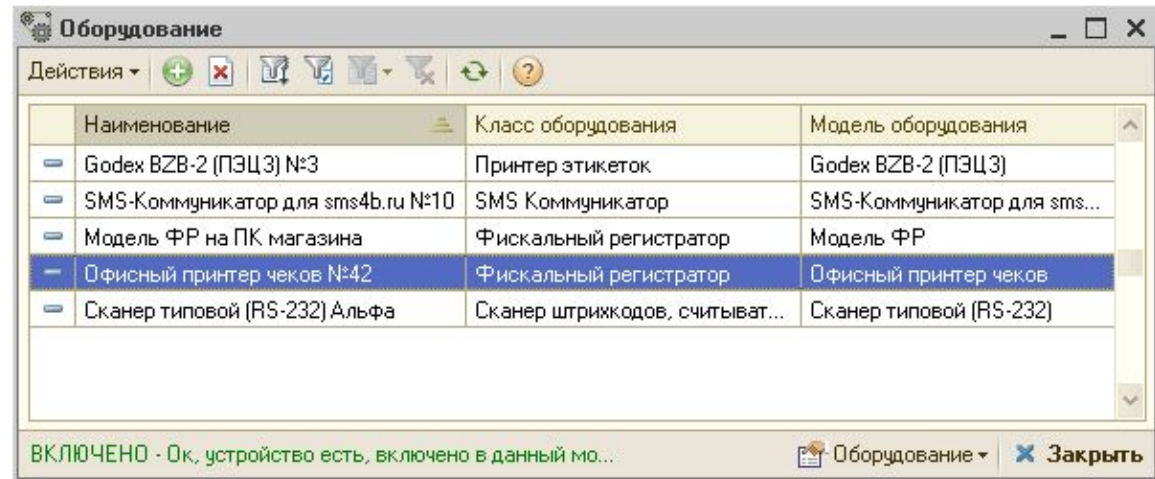 Оборудование
Действия
Наименование Класс оборудования Модель оборудования
Godex BZB-2 (ПЭЦ3) №3 Принтер этикеток Godex BZB-2 (ПЭЦ3)
SMS-Коммуникатор для sms4b.ru №10 SMS Коммуникатор SMS-Коммуникатор для sms...
Модель ФР на ПК магазина Фискальный регистратор Модель ФР
Офисный принтер чеков №42 Фискальный регистратор Офисный принтер чеков
Сканер типовой (RS-232) Альфа Сканер штрихкодов, считыват... Сканер типовой (RS-232)
ВКЛЮЧЕНО - Ок, устройство есть, включено в данный мо... Оборудование Закрыть